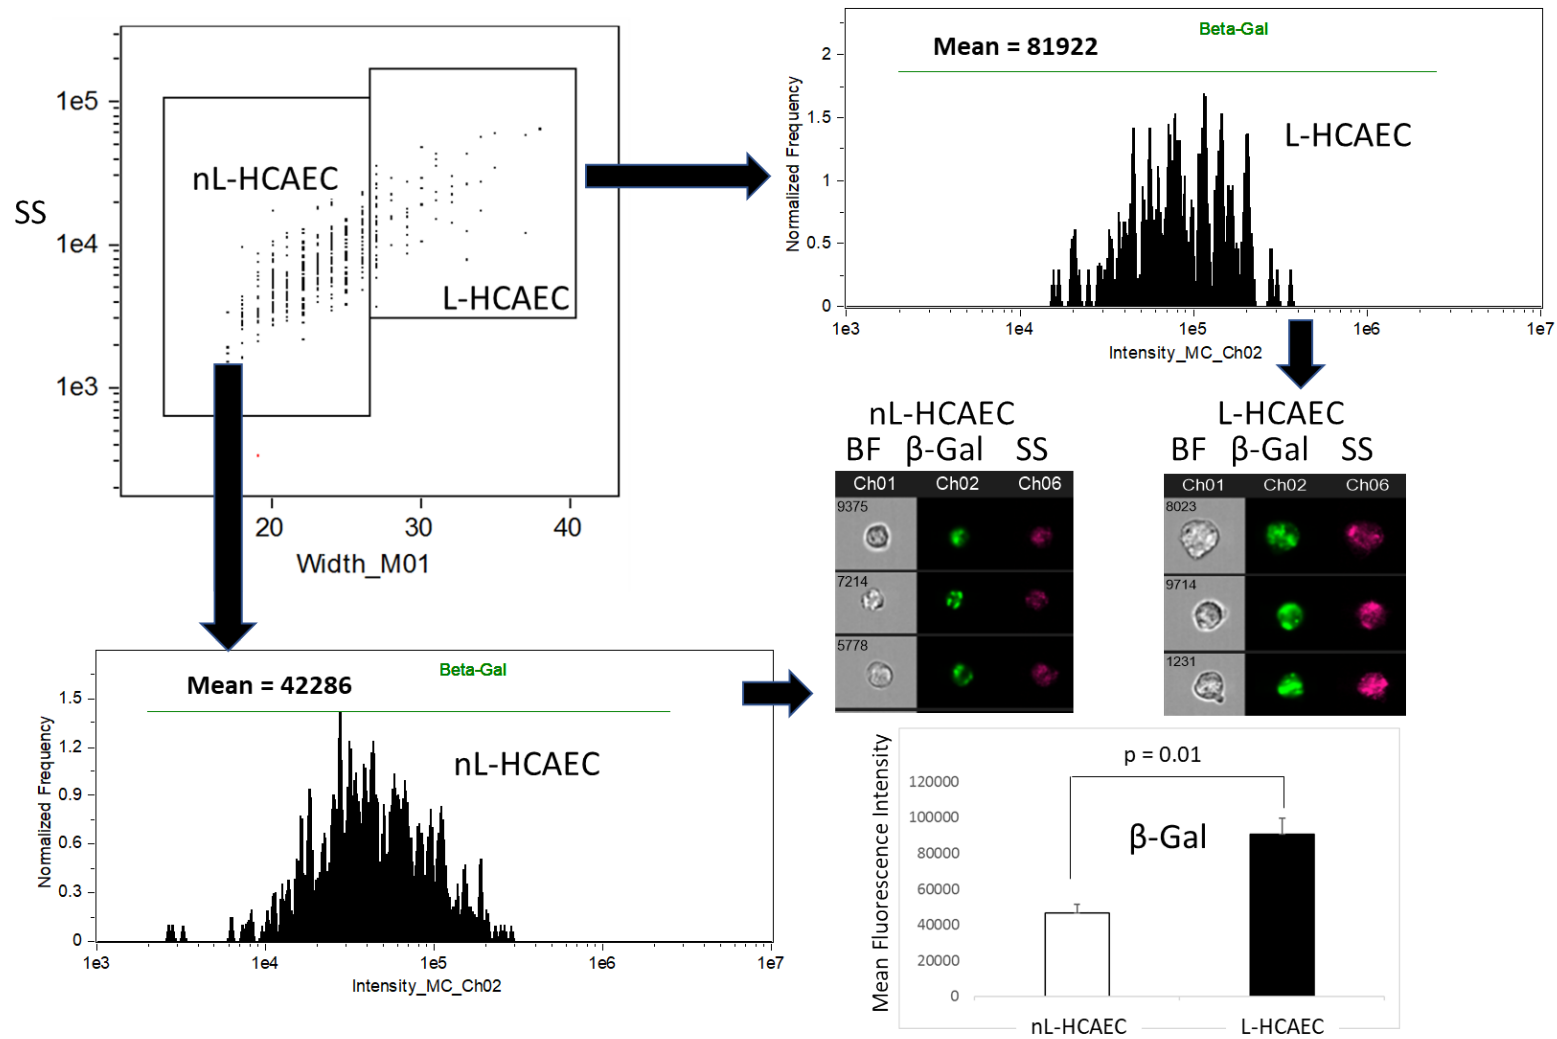 SS
1e5
1e4
1e3
nL-HCAEC
L-HCAEC
20 30 40
Width_M01
Beta-Gal
Mean = 81922
L-HCAEC
Normalized Frequency
2
1.5
1
0.5
0
1e3 1e4 1e5 1e6 1e7
Intensity_MC_Ch02
nL-HCAEC
BF β-Gal SS
Ch01 Ch02 Ch06
9375
7214
5778
L-HCAEC
BF β-Gal SS
Ch01 Ch02 Ch06
8023
9714
1231
Beta-Gal
Mean = 42286
nL-HCAEC
Normalized Frequency
1.5
1.2
0.9
0.6
0.3
0
1e3 1e4 1e5 1e6 1e7
Intensity_MC_Ch02
Mean Fluorescence Intensity
p = 0.01
β-Gal
120000
100000
80000
60000
40000
20000
0
nL-HCAEC L-HCAEC